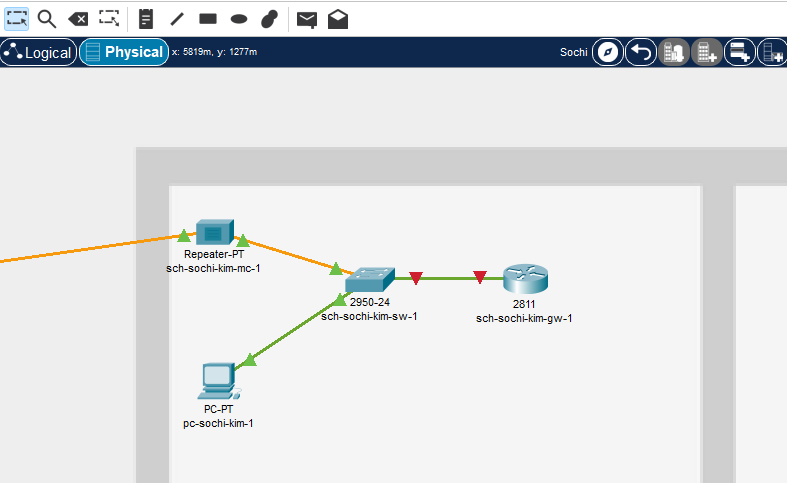 Logical
Physical
x: 5819m, y: 1277m
Sochi
Repeater-PT
sch-sochi-kim-mc-1
2950-24
sch-sochi-kim-sw-1
2811
sch-sochi-kim-gw-1
PC-PT
pc-sochi-kim-1